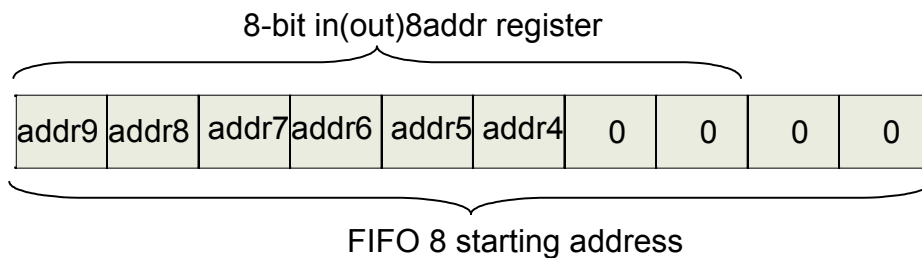 8-bit in(out)8addr register
addr9 addr8 addr7 addr6 addr5 addr4 0 0 0 0
FIFO 8 starting address